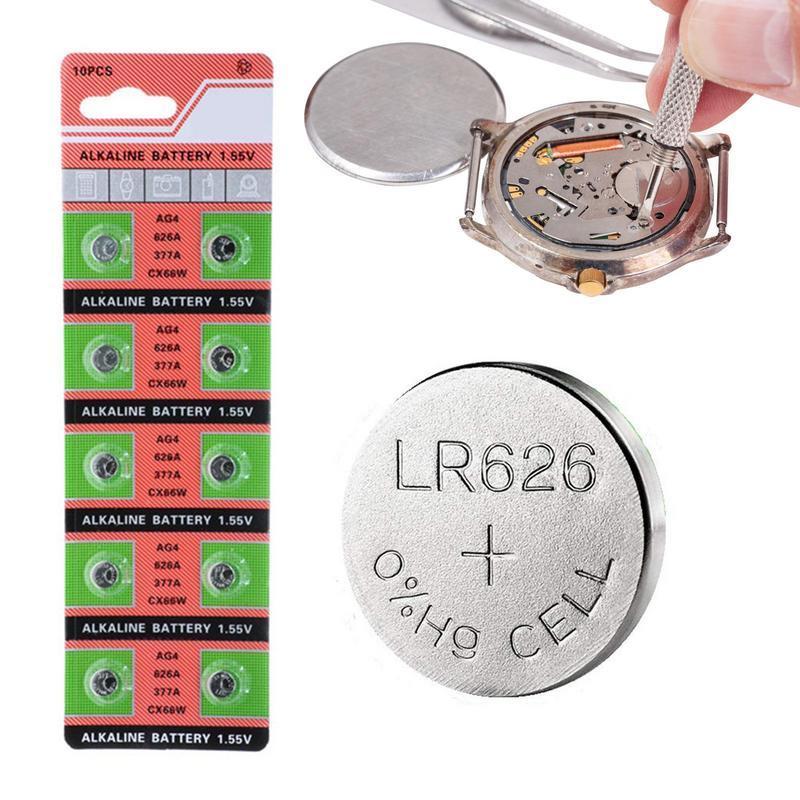 10PCS
ALKALINE BATTERY 1.55V
AG4
626A
377A
CX66W
ALKALINE BATTERY 1.55V
AG4
626A
377A
CX66W
ALKALINE BATTERY 1.55V
AG4
626A
377A
CX66W
ALKALINE BATTERY 1.55V
AG4
626A
377A
CX66W
ALKALINE BATTERY 1.55V
AG4
626A
377A
CX66W
ALKALINE BATTERY 1.55V
LR626
+
0%Hg CELL